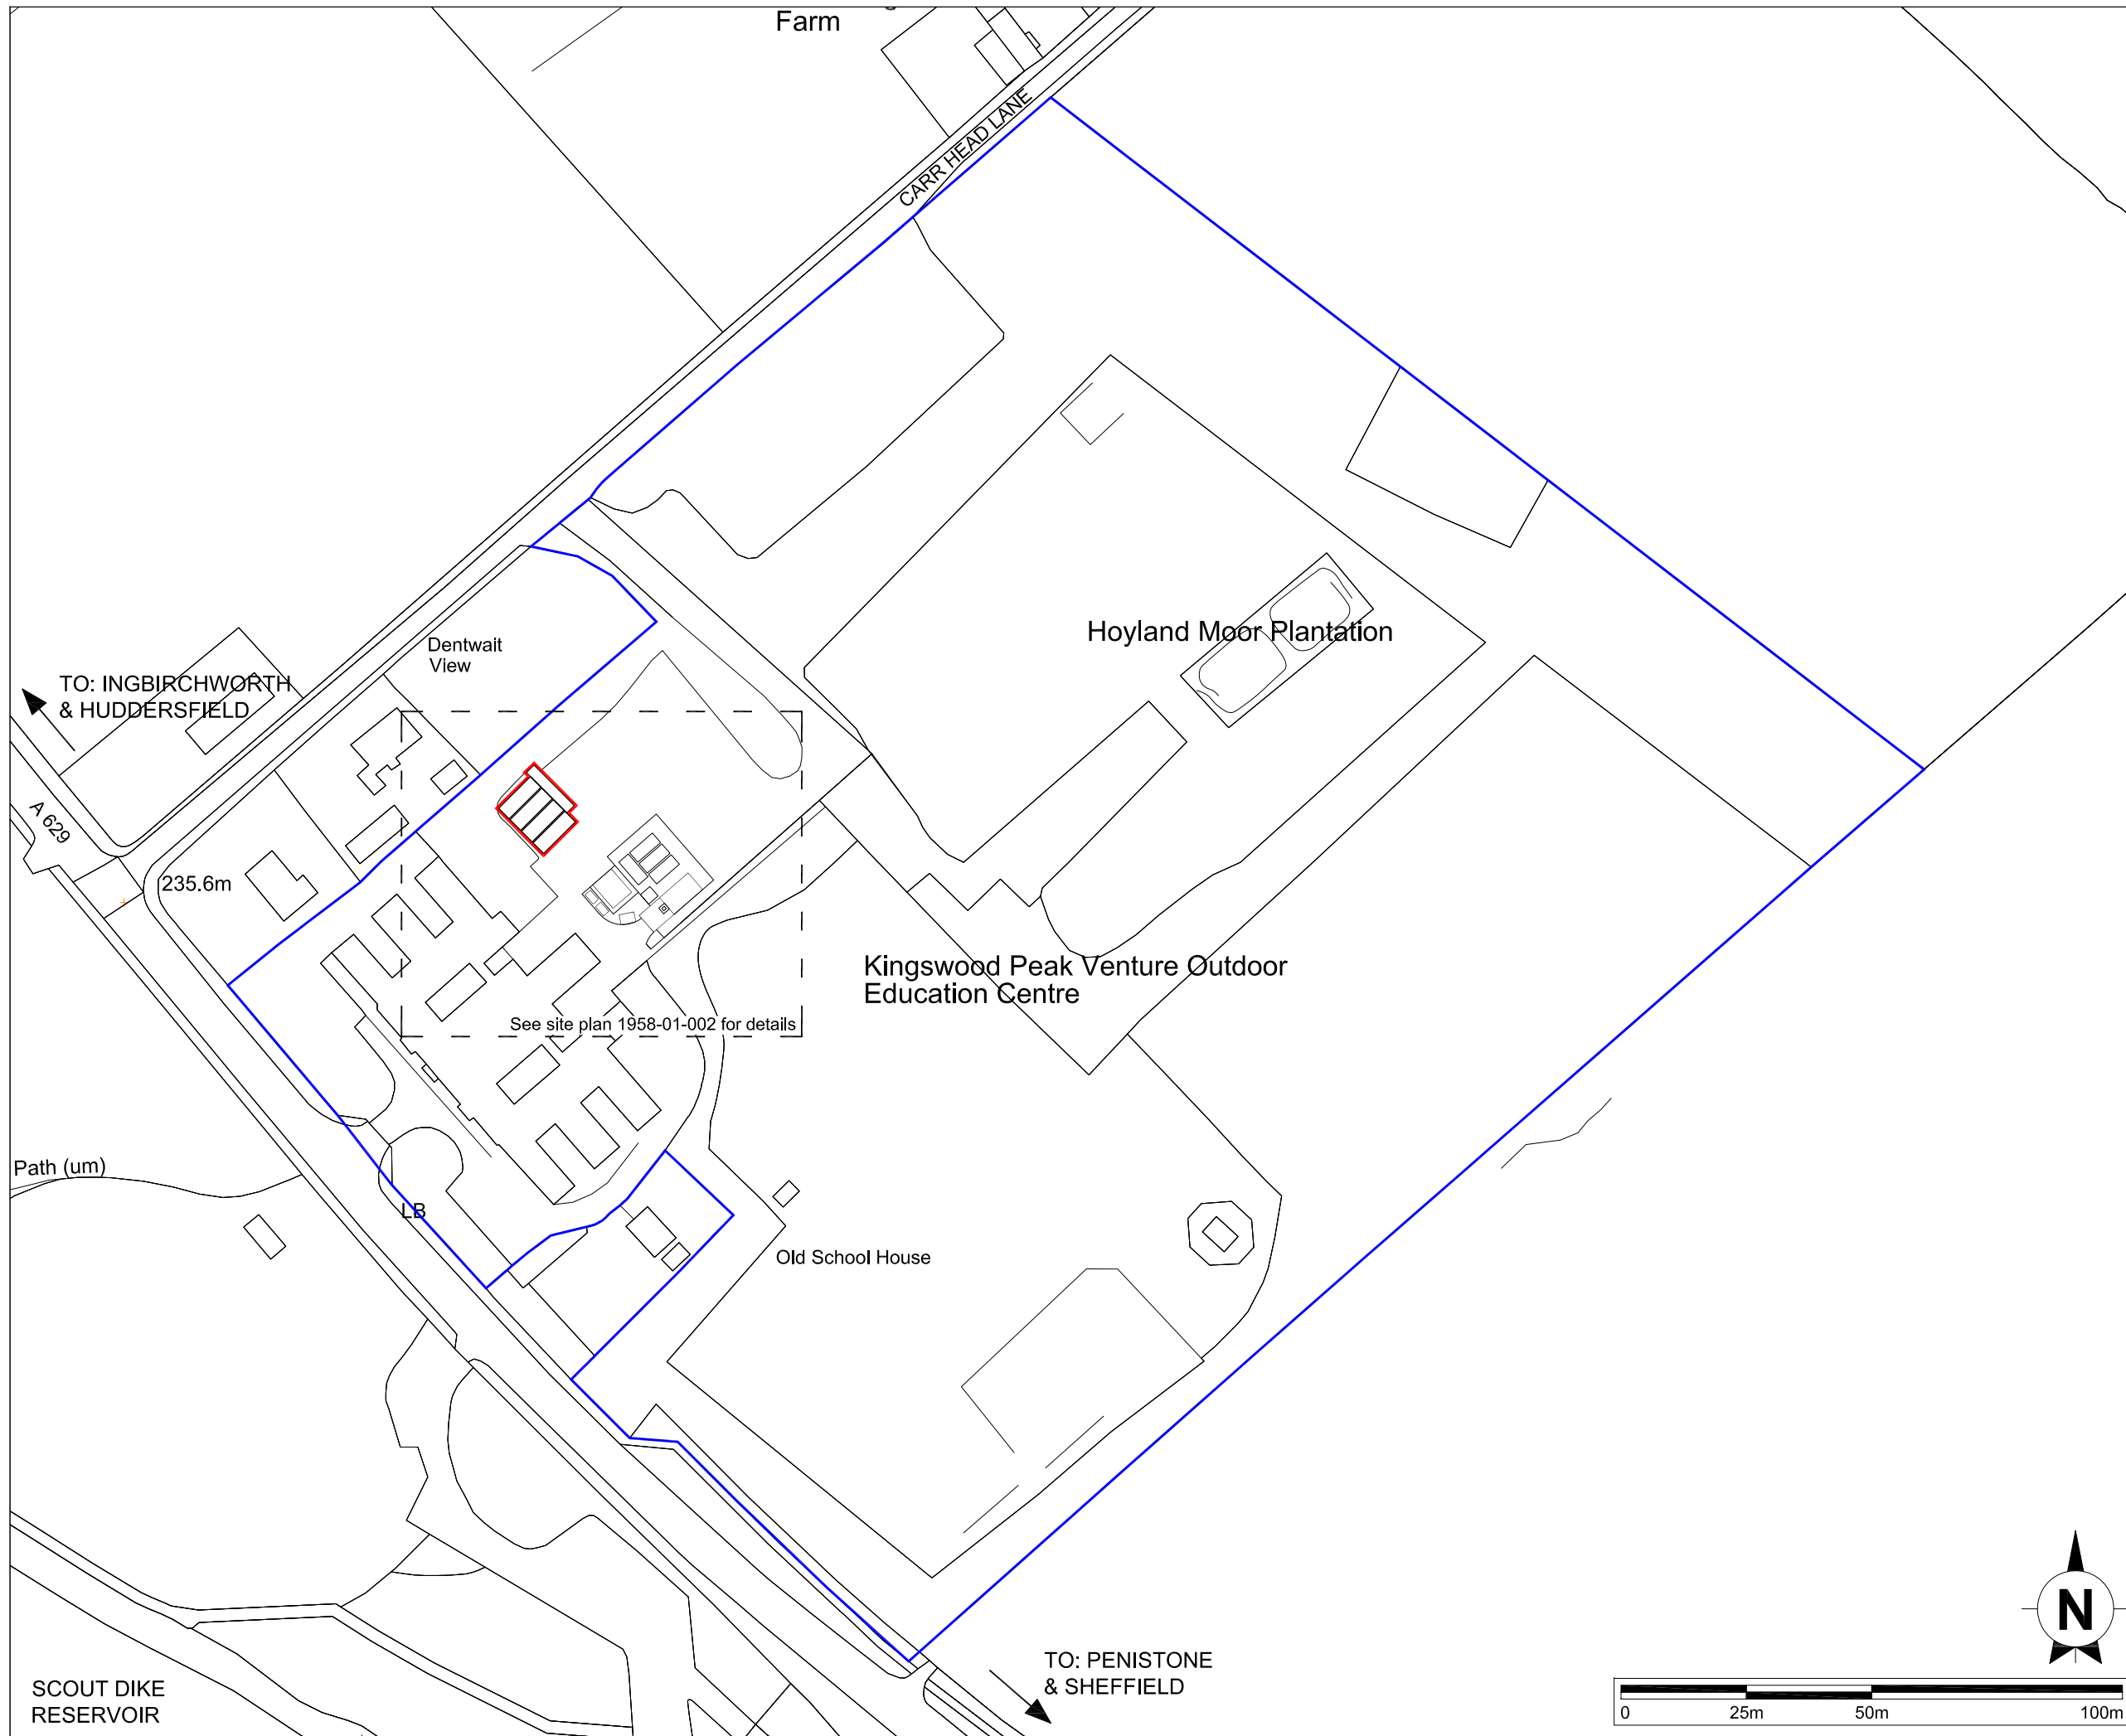 Farm
CARR HEAD LANE
Hoyland Moor Plantation
Dentwait
View
TO: INGBIRCHWORTH
& HUDDERSFIELD
A 629
235.6m
Kingswood Peak Venture Outdoor
Education Centre
See site plan 1958-01-002 for details
Path (um)
LB
Old School House
TO: PENISTONE
& SHEFFIELD
SCOUT DIKE
RESERVOIR
N
0 25m 50m 100m